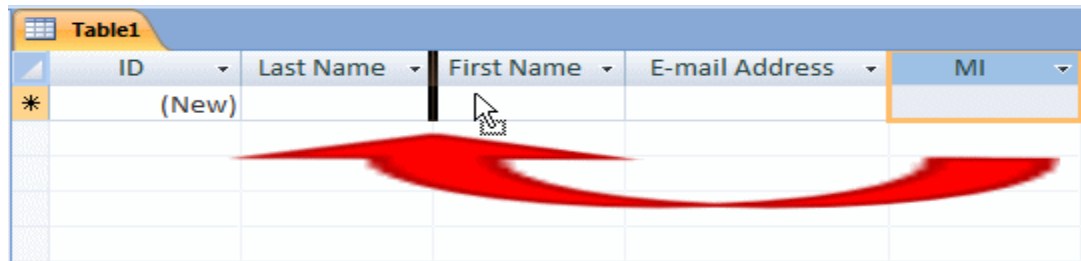 Table1
ID Last Name First Name E-mail Address MI
* (New)